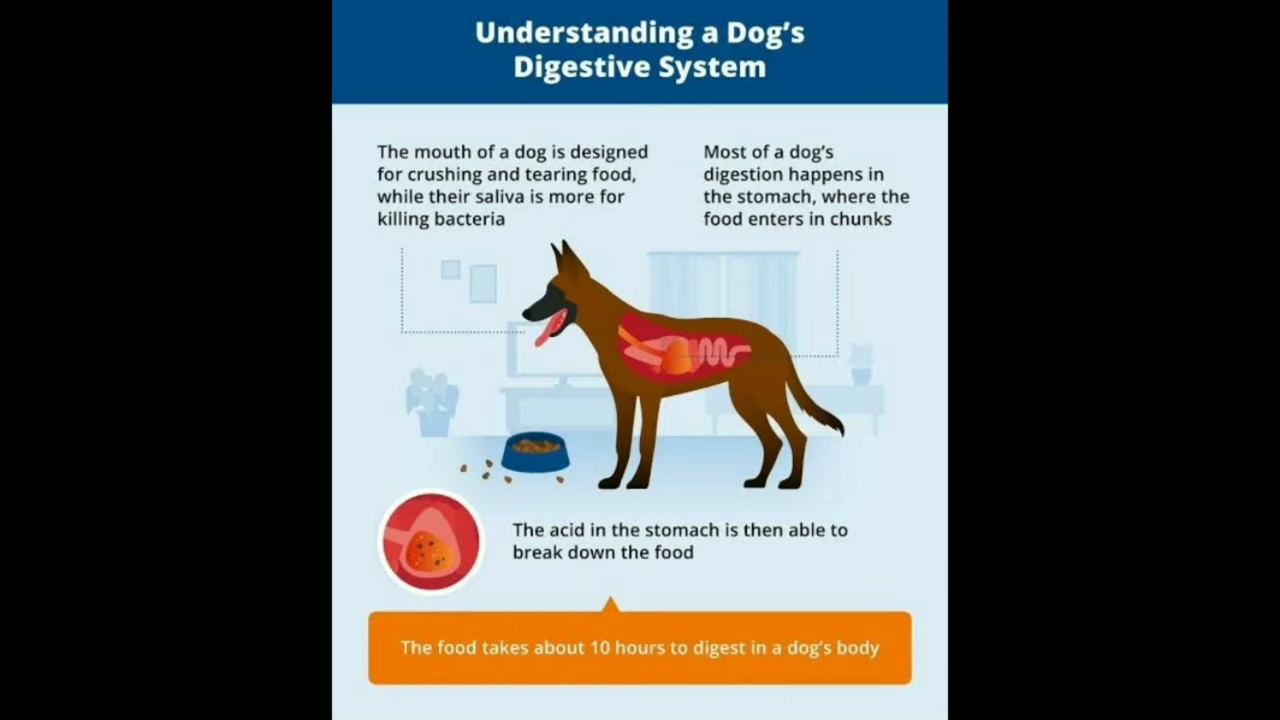 Understanding a Dog’s
Digestive System
The mouth of a dog is designed
for crushing and tearing food,
while their saliva is more for
killing bacteria
Most of a dog’s
digestion happens in
the stomach, where the
food enters in chunks
The acid in the stomach is then able to
break down the food
The food takes about 10 hours to digest in a dog’s body